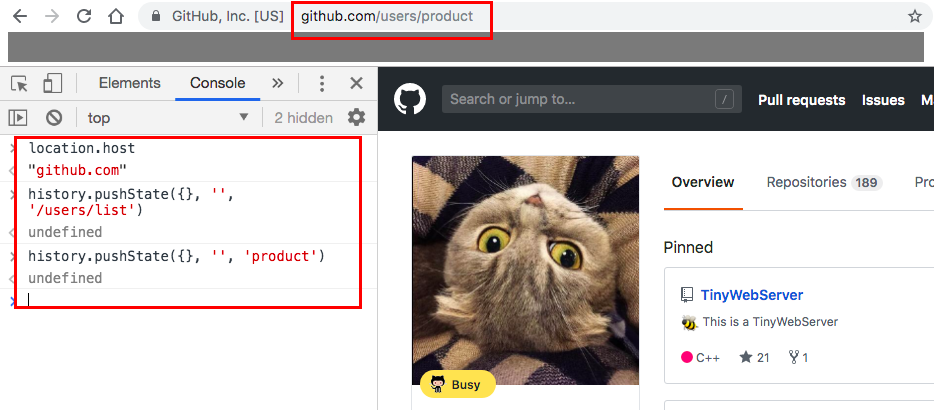 GitHub, Inc. [US] github.com/users/product
Elements Console »
top 2 hidden
location.host
"github.com"
history.pushState({}, '',
'/users/list')
undefined
history.pushState({}, '', 'product')
undefined
Search or jump to... /
Pull requests Issues M
Overview Repositories 189 Pro
Pinned
TinyWebServer
This is a TinyWebServer
C++ 21 1
Busy